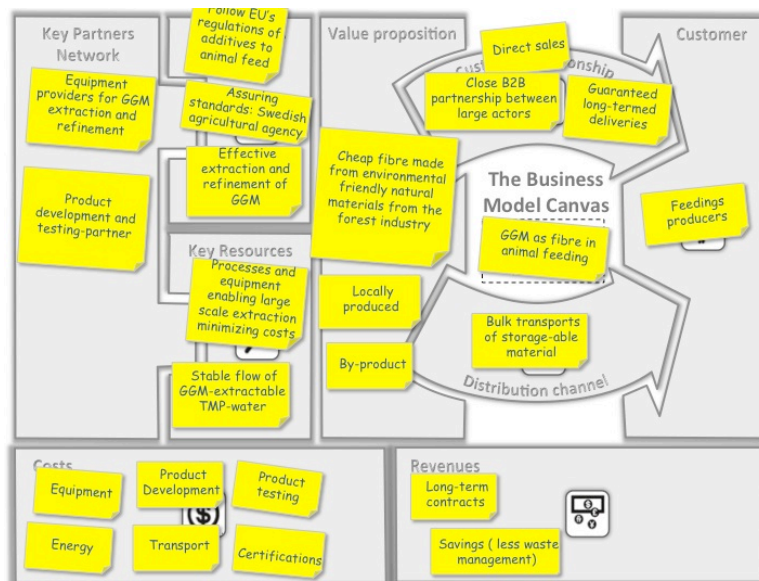 Key Partners
Network
Equipment
providers for GGM
extraction and
refinement
Product
development and
testing-partner
Follow EU's
regulations of
additives to
animal feed
Assuring
standards: Swedish
agricultural agency
Effective
extraction and
refinement of
GGM
Key Resources
Processes and
equipment
enabling large
scale extraction
minimizing costs
Stable flow of
GGM-extractable
TMP-water
Value proposition
Cheap fibre made
from environmental
friendly natural
materials from the
forest industry
Locally
produced
By-product
Direct sales
Close B2B
partnership between
large actors
Guaranteed
long-termed
deliveries
The Business
Model Canvas
GGM as fibre in
animal feeding
Bulk transports
of storage-able
material
Distribution channel
Customer
Feedings
producers
Costs
Equipment
Product
Development
Product
testing
Energy
Transport
Certifications
Revenues
Long-term
contracts
Savings ( less waste
management)